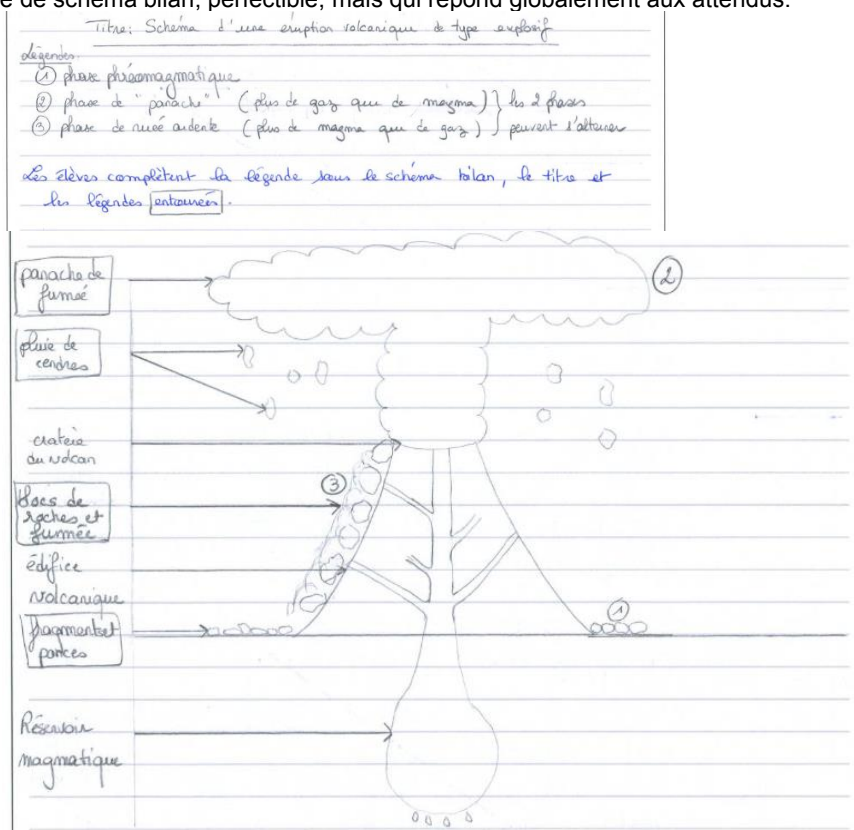 e de schéma bilan, perfectible, mais qui répond globalement aux attendus.
Titre: Schéma d'une éruption volcanique de type explosif
Légendes.
① phase phréomagmatique
② phase de "panache" (plus de gaz que de magma) } les 2 phases
③ phase de nuée ardente (plus de magma que de gaz) } peuvent s'alterner
Les élèves complètent la légende sous le schéma bilan, le titre et
les légendes entourées.
panache de
fumeé
②
pluie de
cendres
cratère
du volcan
③
blocs de
roches et
fumée
édifice
volcanique
①
fragments et
ponces
Réservoir
magmatique